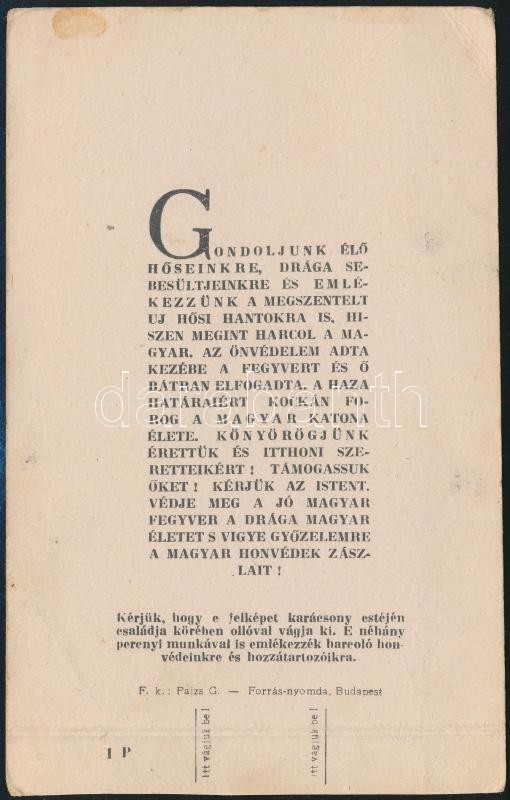 GONDOLJUNK ÉLŐ
HŐSEINKRE, DRÁGA SE-
BESÜLTJEINKRE ÉS EMLÉ-
KEZZÜNK A MEGSZENTELT
UJ HŐSI HANTOKRA IS, HI-
SZEN MEGINT HARCOL A MA-
GYAR. AZ ÖNVÉDELEM ADTA
KEZÉBE A FEGYVERT ÉS Ő
BÁTRAN ELFOGADTA. A HAZA
HATÁRAIÉRT KOCKÁN FO-
ROG A MAGYAR KATONA
ÉLETE. KÖNYÖRÖGJÜNK
ÉRETTÜK ÉS ITTHONI SZE-
RETTEIKÉRT! TÁMOGASSUK
ŐKET! KÉRJÜK AZ ISTENT.
VÉDJE MEG A JÓ MAGYAR
FEGYVER A DRÁGA MAGYAR
ÉLETET S VIGYE GYŐZELEMRE
A MAGYAR HONVÉDEK ZÁSZ-
LAIT!
Kérjük, hogy e jelképet karácsony estéjén
családja körében ollóval vágja ki. E néhány
percnyi munkával is emlékezzék harcoló hon-
védeinkre és hozzátartozóikra.
F. k.: Pajzs G. — Forrás-nyomda, Budapest
Itt vágjuk be!
Itt vágjuk be!
1 P
darabanth